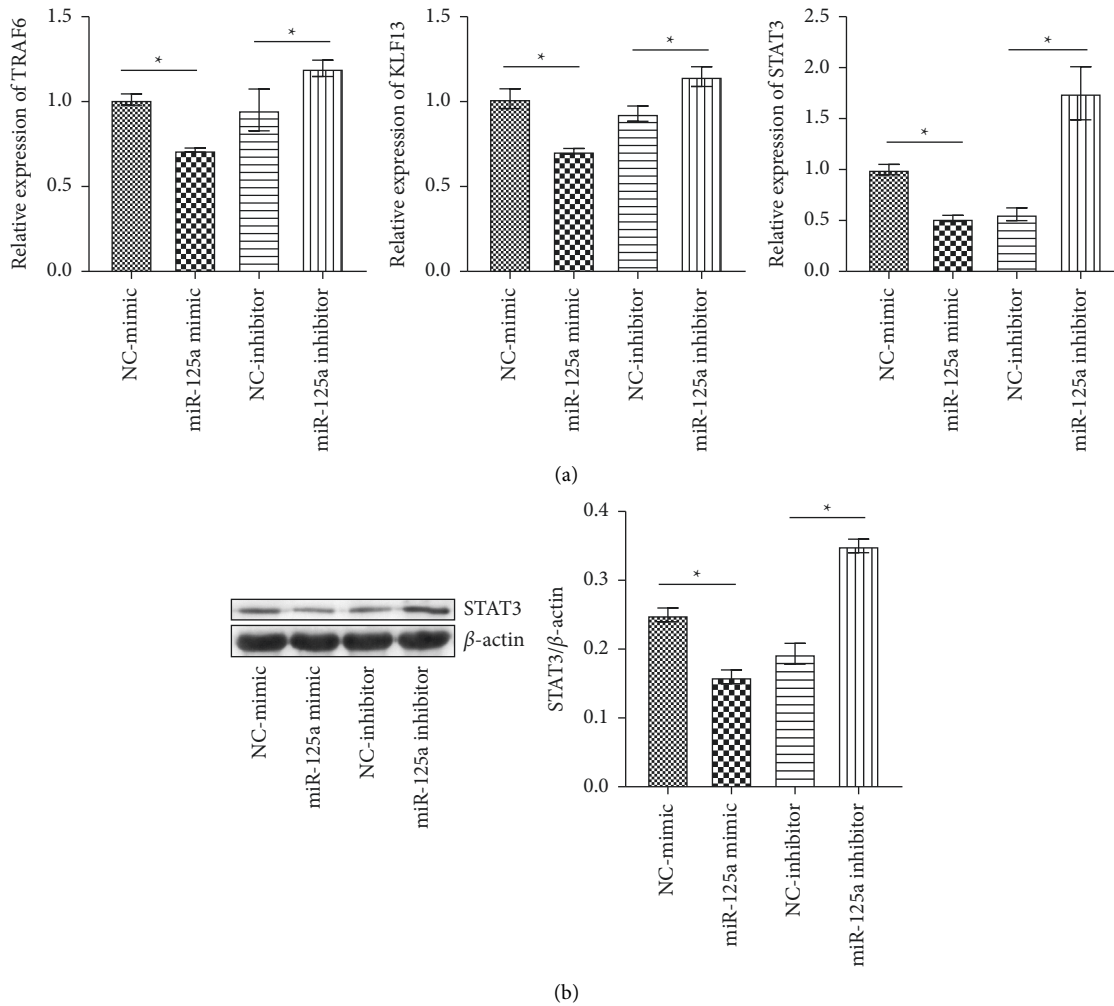 Relative expression of TRAF6
1.5
1.0
0.5
0.0
*
*
NC-mimic
miR-125a mimic
NC-inhibitor
miR-125a inhibitor
Relative expression of KLF13
1.5
1.0
0.5
0.0
*
*
NC-mimic
miR-125a mimic
NC-inhibitor
miR-125a inhibitor
Relative expression of STAT3
2.5
2.0
1.5
1.0
0.5
0.0
*
*
NC-mimic
miR-125a mimic
NC-inhibitor
miR-125a inhibitor
(a)
STAT3
β-actin
NC-mimic
miR-125a mimic
NC-inhibitor
miR-125a inhibitor
STAT3/β-actin
0.4
0.3
0.2
0.1
0.0
*
*
NC-mimic
miR-125a mimic
NC-inhibitor
miR-125a inhibitor
(b)